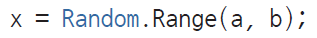 x = Random.Range(a, b);